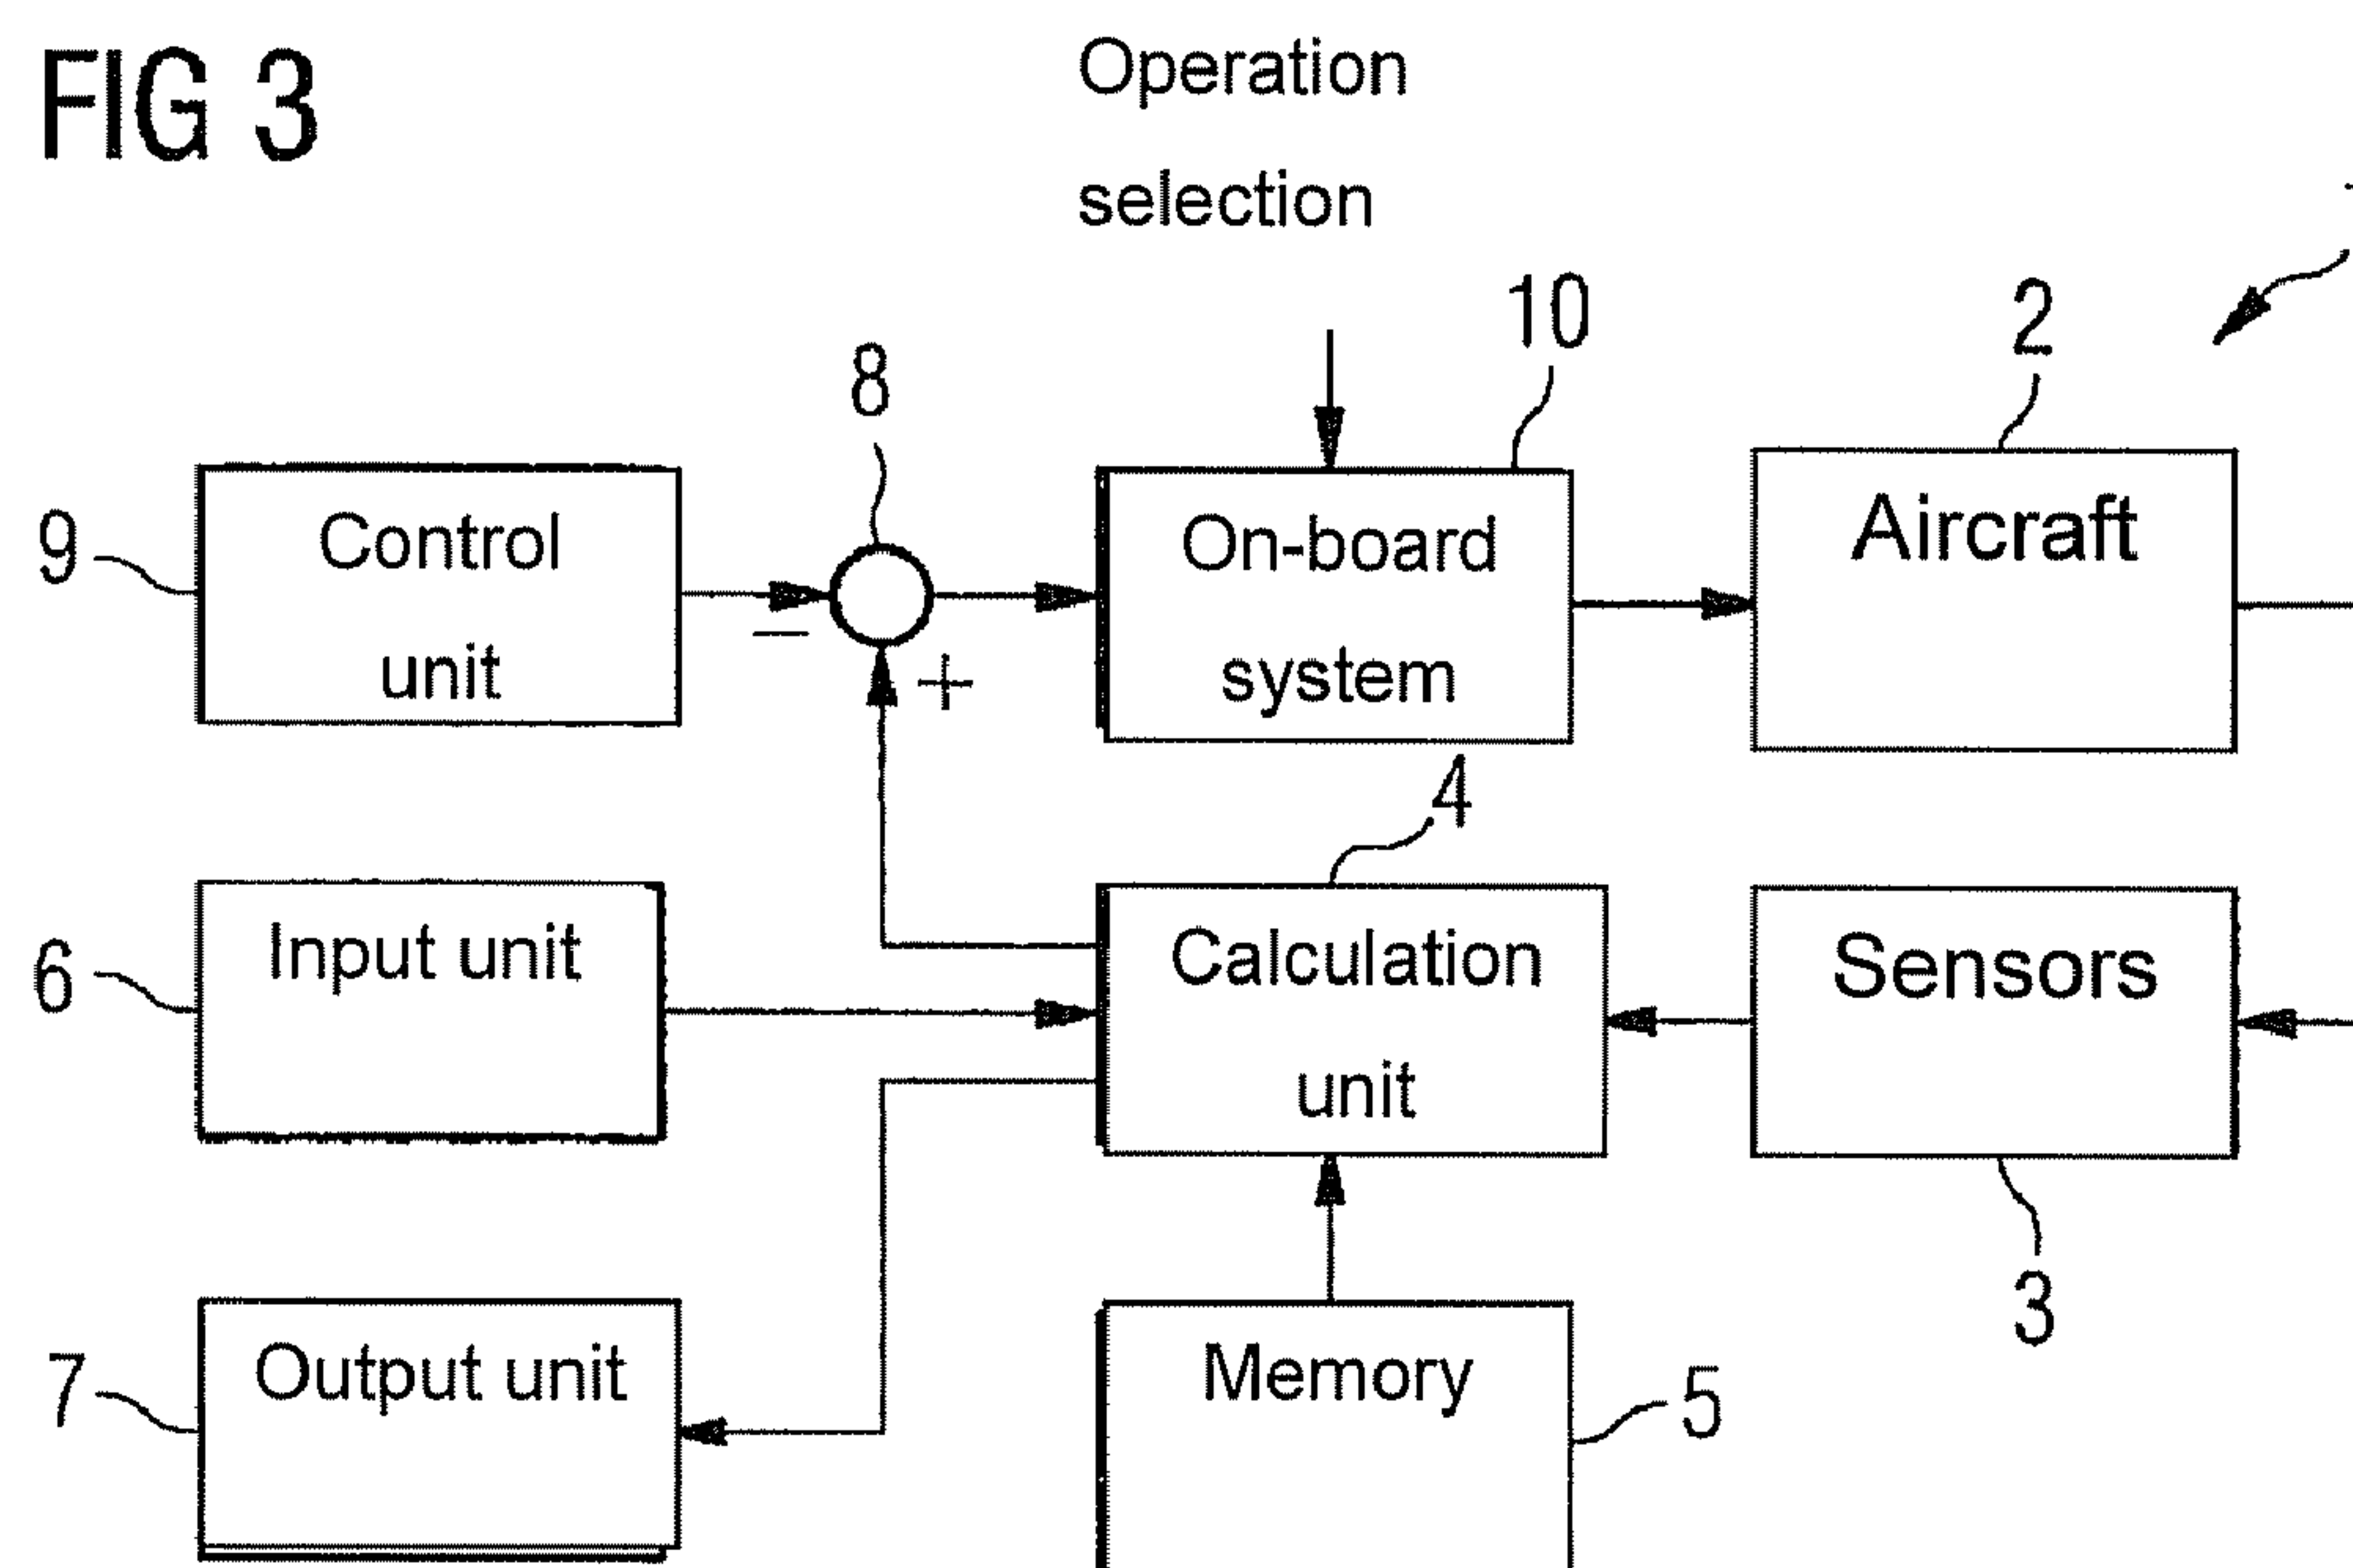 FIG 3
Operation
selection
10
2
8
9
Control
unit
On-board
system
Aircraft
−
+
4
6
Input unit
Calculation
unit
Sensors
3
7
Output unit
Memory
5